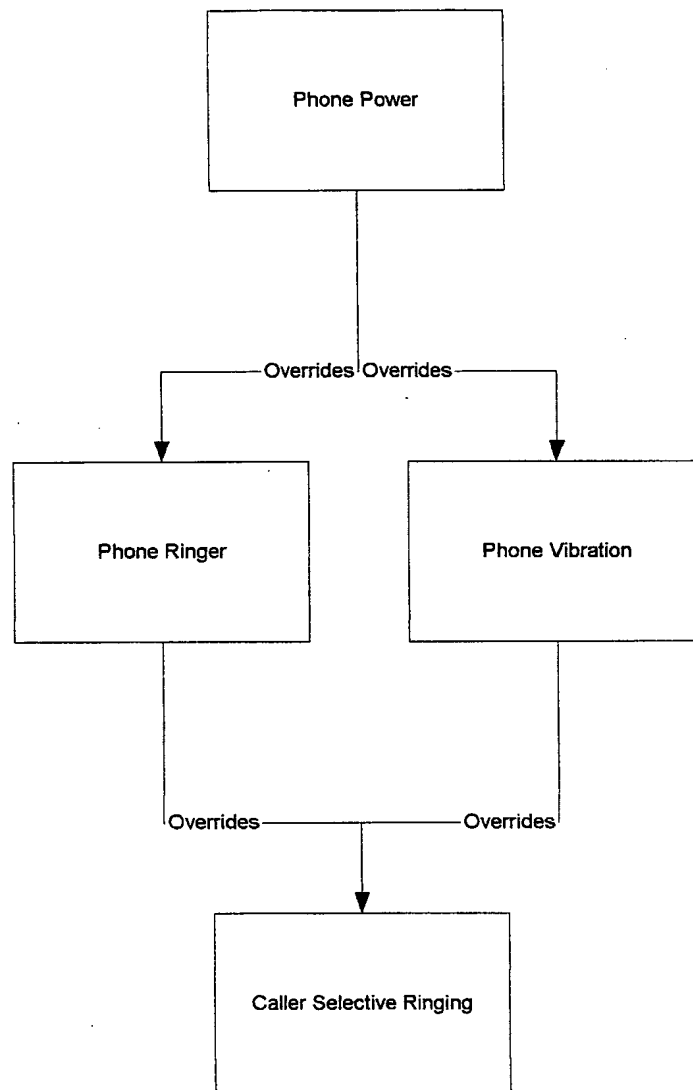 Phone Power
Overrides Overrides
Phone Ringer
Phone Vibration
Overrides
Overrides
Caller Selective Ringing